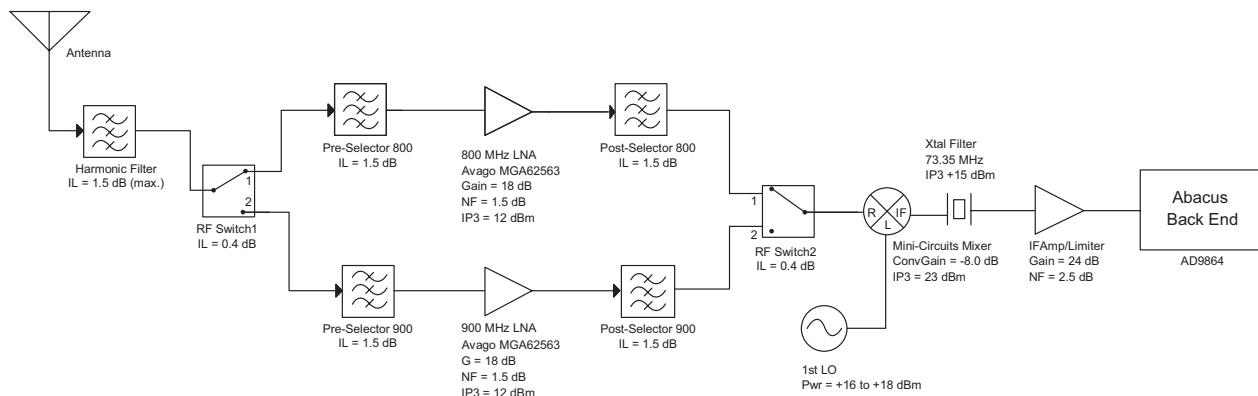 Antenna
Harmonic Filter
IL = 1.5 dB (max.)
1
2
RF Switch1
IL = 0.4 dB
Pre-Selector 800
IL = 1.5 dB
800 MHz LNA
Avago MGA62563
Gain = 18 dB
NF = 1.5 dB
IP3 = 12 dBm
Post-Selector 800
IL = 1.5 dB
Pre-Selector 900
IL = 1.5 dB
900 MHz LNA
Avago MGA62563
G = 18 dB
NF = 1.5 dB
IP3 = 12 dBm
Post-Selector 900
IL = 1.5 dB
1
2
RF Switch2
IL = 0.4 dB
R
IF
L
Mini-Circuits Mixer
ConvGain = -8.0 dB
IP3 = 23 dBm
1st LO
Pwr = +16 to +18 dBm
Xtal Filter
73.35 MHz
IP3 +15 dBm
IFAmp/Limiter
Gain = 24 dB
NF = 2.5 dB
Abacus
Back End
AD9864